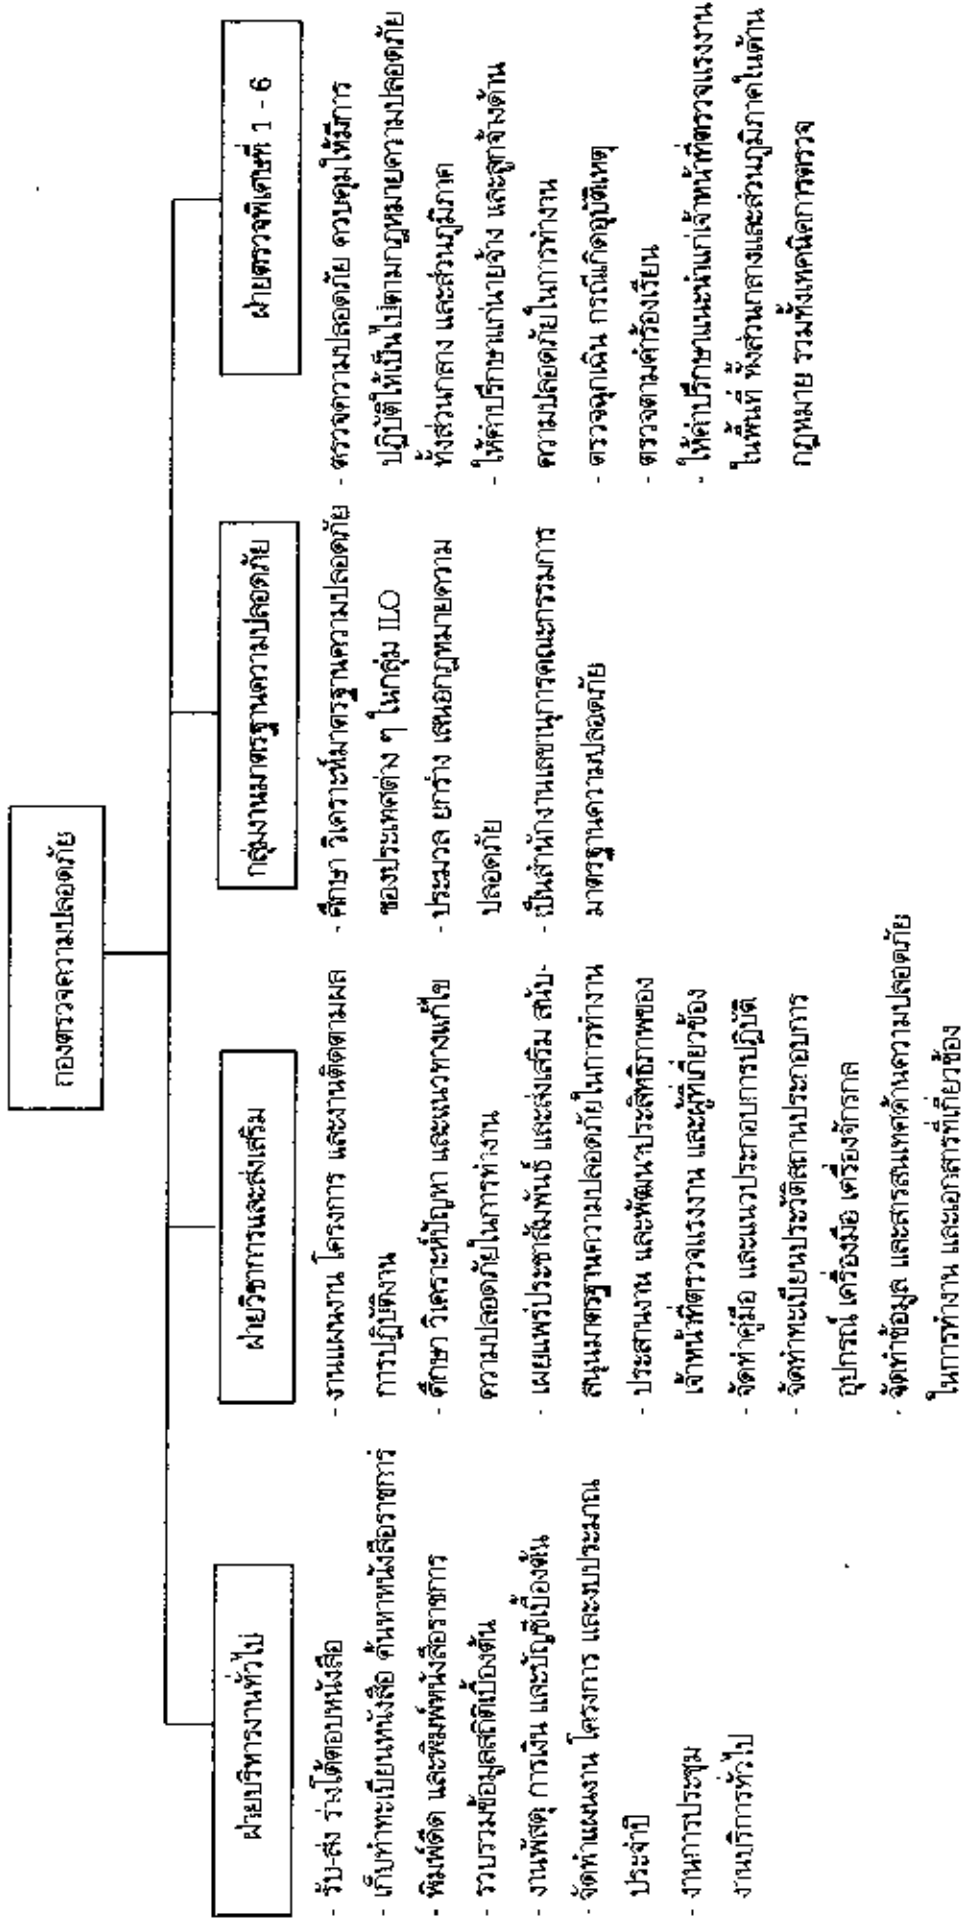 กองตรวจความปลอดภัย
ฝ่ายบริหารงานทั่วไป
- รับ-ส่ง ร่างโต้ตอบหนังสือ
- เก็บทำทะเบียนหนังสือ ค้นหาหนังสือราชการ
- พิมพ์ดีด และพิมพ์หนังสือราชการ
- รวบรวมข้อมูลสถิติเบื้องต้น
- งานพัสดุ การเงิน และบัญชีเบื้องต้น
- จัดทำแผนงาน โครงการ และงบประมาณ
ประจำปี
- งานการประชุม
- งานบริการทั่วไป
ฝ่ายวิชาการและส่งเสริม
- งานแผนงาน โครงการ และงานติดตามผล
การปฏิบัติงาน
- ศึกษา วิเคราะห์ปัญหา และแนวทางแก้ไข
ความปลอดภัยในการทำงาน
- เผยแพร่ประชาสัมพันธ์ และส่งเสริม สนับ-
สนุนมาตรฐานความปลอดภัยในการทำงาน
- ประสานงาน และพัฒนาประสิทธิภาพของ
เจ้าหน้าที่ตรวจแรงงาน และผู้ที่เกี่ยวข้อง
- จัดทำคู่มือ และแนวประกอบการปฏิบัติ
- จัดทำทะเบียนประวัติสถานประกอบการ
อุปกรณ์ เครื่องมือ เครื่องจักรกล
- จัดทำข้อมูล และสารสนเทศด้านความปลอดภัย
ในการทำงาน และเอกสารที่เกี่ยวข้อง
กลุ่มงานมาตรฐานความปลอดภัย
- ศึกษา วิเคราะห์มาตรฐานความปลอดภัย
ของประเทศต่าง ๆ ในกลุ่ม ILO
- ประมวล ยกร่าง เสนอกฎหมายความ
ปลอดภัย
- เป็นสำนักงานเลขานุการคณะกรรมการ
มาตรฐานความปลอดภัย
ฝ่ายตรวจพิเศษที่ 1 - 6
- ตรวจความปลอดภัย ควบคุมให้มีการ
ปฏิบัติให้เป็นไปตามกฎหมายความปลอดภัย
ทั้งส่วนกลาง และส่วนภูมิภาค
- ให้คำปรึกษาแก่นายจ้าง และลูกจ้างด้าน
ความปลอดภัยในการทำงาน
- ตรวจฉุกเฉิน กรณีเกิดอุบัติเหตุ
- ตรวจตามคำร้องเรียน
- ให้คำปรึกษาแนะนำแก่เจ้าหน้าที่ตรวจแรงงาน
ในพื้นที่ ทั้งส่วนกลางและส่วนภูมิภาคในด้าน
กฎหมาย รวมทั้งเทคนิคการตรวจ